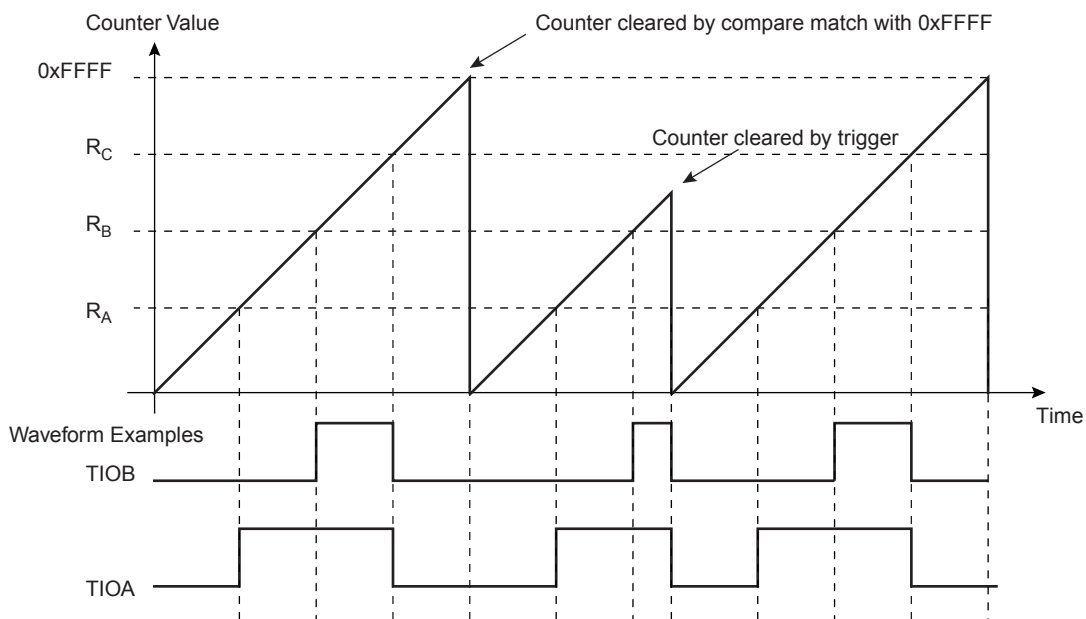 Counter Value
Counter cleared by compare match with 0xFFFF
0xFFFF
Counter cleared by trigger
RC
RB
RA
Time
Waveform Examples
TIOB
TIOA